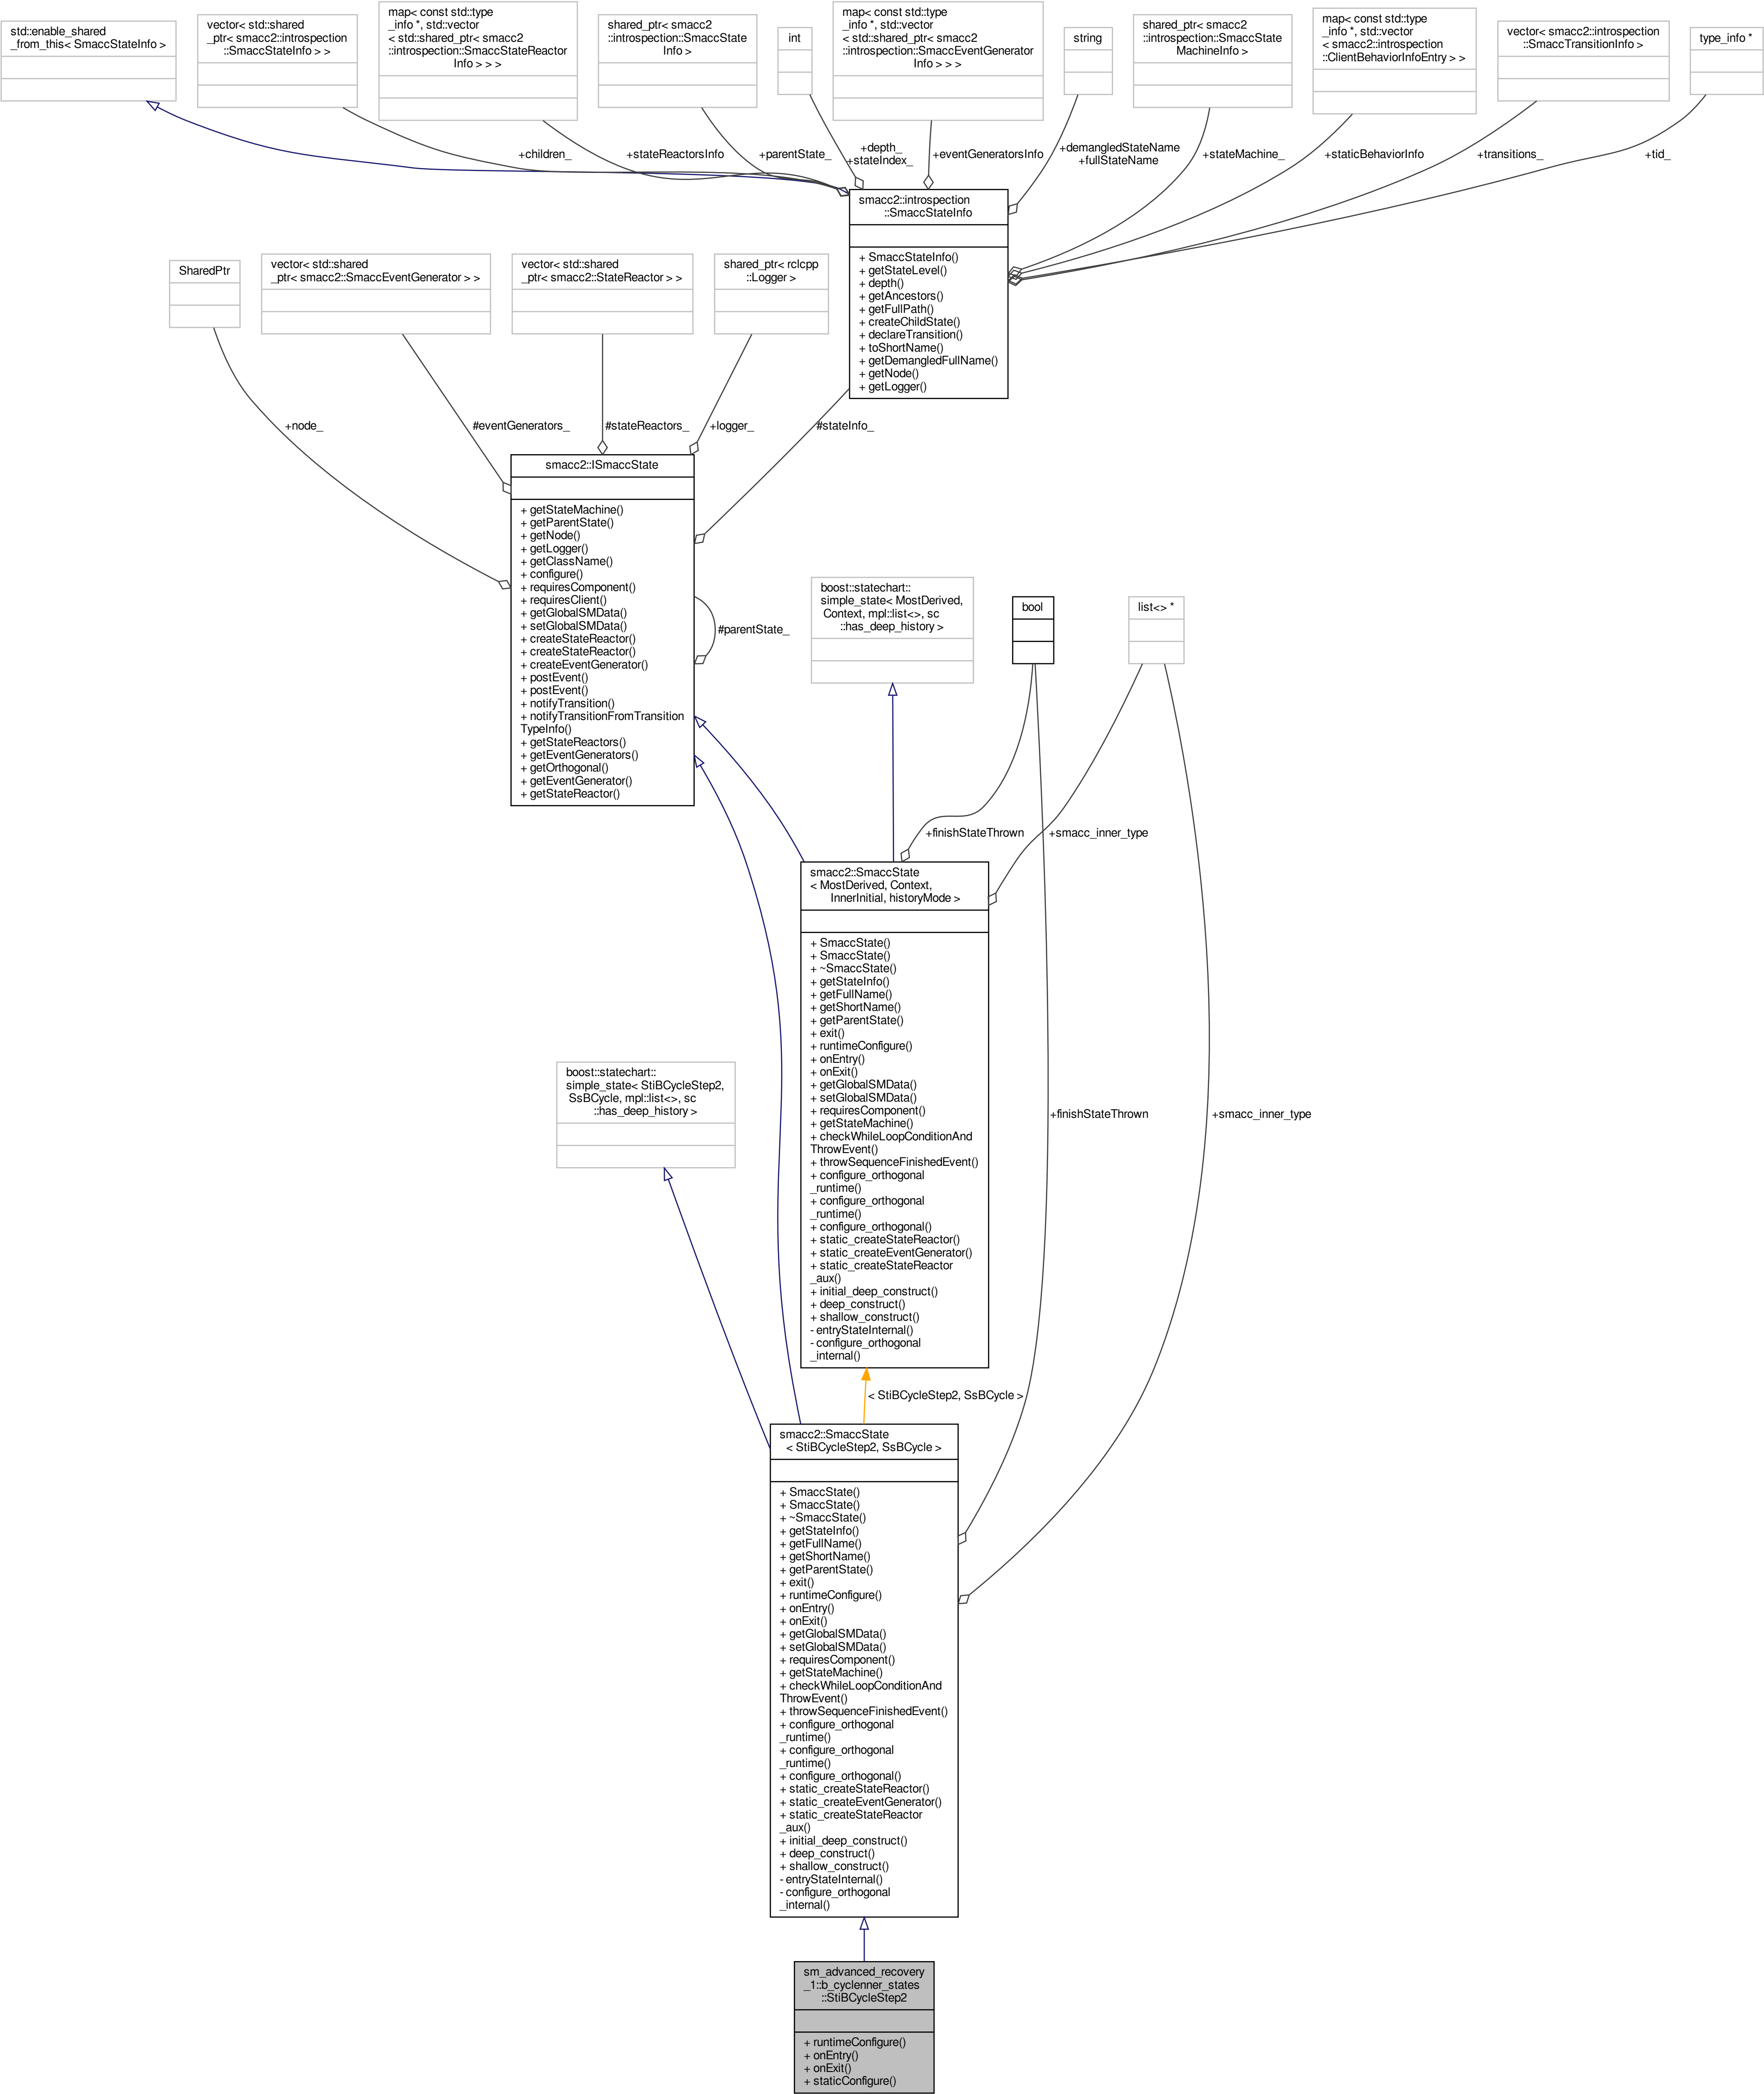 std::enable_shared
_from_this< SmaccStateInfo >
vector< std::shared
_ptr< smacc2::introspection
::SmaccStateInfo > >
map< const std::type
_info *, std::vector
< std::shared_ptr< smacc2
::introspection::SmaccStateReactor
Info > > >
shared_ptr< smacc2
::introspection::SmaccState
Info >
int
map< const std::type
_info *, std::vector
< std::shared_ptr< smacc2
::introspection::SmaccEventGenerator
Info > > >
string
shared_ptr< smacc2
::introspection::SmaccState
MachineInfo >
map< const std::type
_info *, std::vector
< smacc2::introspection
::ClientBehaviorInfoEntry > >
vector< smacc2::introspection
::SmaccTransitionInfo >
type_info *
+children_
+stateReactorsInfo
+parentState_
+depth_
+stateIndex_
+eventGeneratorsInfo
+demangledStateName
+fullStateName
+stateMachine_
+staticBehaviorInfo
+transitions_
+tid_
smacc2::introspection
::SmaccStateInfo
+ SmaccStateInfo()
+ getStateLevel()
+ depth()
+ getAncestors()
+ getFullPath()
+ createChildState()
+ declareTransition()
+ toShortName()
+ getDemangledFullName()
+ getNode()
+ getLogger()
SharedPtr
vector< std::shared
_ptr< smacc2::SmaccEventGenerator > >
vector< std::shared
_ptr< smacc2::StateReactor > >
shared_ptr< rclcpp
::Logger >
+node_
#eventGenerators_
#stateReactors_
+logger_
#stateInfo_
smacc2::ISmaccState
+ getStateMachine()
+ getParentState()
+ getNode()
+ getLogger()
+ getClassName()
+ configure()
+ requiresComponent()
+ requiresClient()
+ getGlobalSMData()
+ setGlobalSMData()
+ createStateReactor()
+ createStateReactor()
+ createEventGenerator()
+ postEvent()
+ postEvent()
+ notifyTransition()
+ notifyTransitionFromTransition
TypeInfo()
+ getStateReactors()
+ getEventGenerators()
+ getOrthogonal()
+ getEventGenerator()
+ getStateReactor()
#parentState_
boost::statechart::
simple_state< MostDerived,
Context, mpl::list<>, sc
::has_deep_history >
bool
list<> *
+finishStateThrown
+smacc_inner_type
smacc2::SmaccState
< MostDerived, Context,
InnerInitial, historyMode >
+ SmaccState()
+ SmaccState()
+ ~SmaccState()
+ getStateInfo()
+ getFullName()
+ getShortName()
+ getParentState()
+ exit()
+ runtimeConfigure()
+ onEntry()
+ onExit()
+ getGlobalSMData()
+ setGlobalSMData()
+ requiresComponent()
+ getStateMachine()
+ checkWhileLoopConditionAnd
ThrowEvent()
+ throwSequenceFinishedEvent()
+ configure_orthogonal
_runtime()
+ configure_orthogonal
_runtime()
+ configure_orthogonal()
+ static_createStateReactor()
+ static_createEventGenerator()
+ static_createStateReactor
_aux()
+ initial_deep_construct()
+ deep_construct()
+ shallow_construct()
- entryStateInternal()
- configure_orthogonal
_internal()
boost::statechart::
simple_state< StiBCycleStep2,
SsBCycle, mpl::list<>, sc
::has_deep_history >
+finishStateThrown
+smacc_inner_type
< StiBCycleStep2, SsBCycle >
smacc2::SmaccState
< StiBCycleStep2, SsBCycle >
+ SmaccState()
+ SmaccState()
+ ~SmaccState()
+ getStateInfo()
+ getFullName()
+ getShortName()
+ getParentState()
+ exit()
+ runtimeConfigure()
+ onEntry()
+ onExit()
+ getGlobalSMData()
+ setGlobalSMData()
+ requiresComponent()
+ getStateMachine()
+ checkWhileLoopConditionAnd
ThrowEvent()
+ throwSequenceFinishedEvent()
+ configure_orthogonal
_runtime()
+ configure_orthogonal
_runtime()
+ configure_orthogonal()
+ static_createStateReactor()
+ static_createEventGenerator()
+ static_createStateReactor
_aux()
+ initial_deep_construct()
+ deep_construct()
+ shallow_construct()
- entryStateInternal()
- configure_orthogonal
_internal()
sm_advanced_recovery
_1::b_cyclenner_states
::StiBCycleStep2
+ runtimeConfigure()
+ onEntry()
+ onExit()
+ staticConfigure()